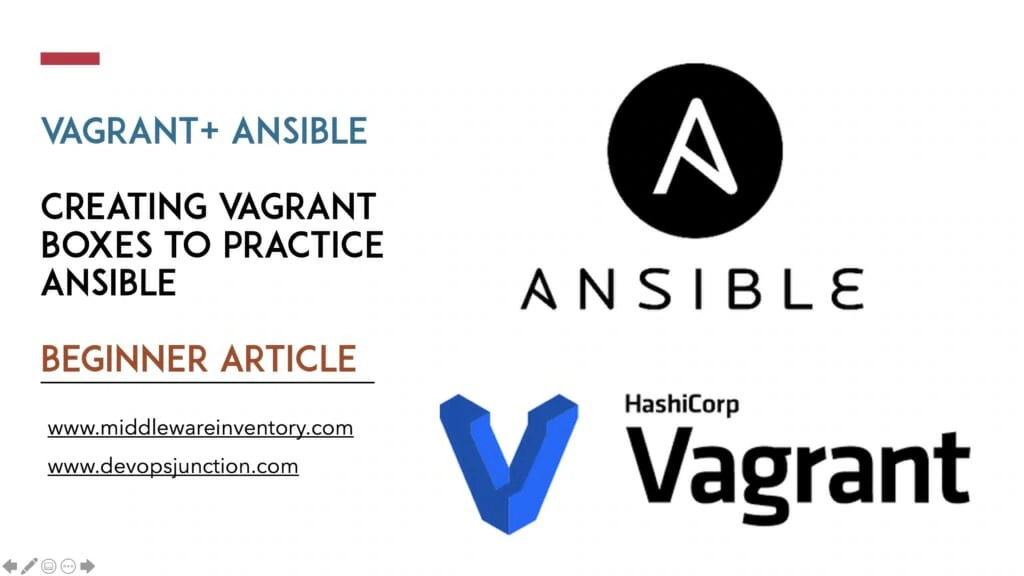 VAGRANT+ ANSIBLE
CREATING VAGRANT
BOXES TO PRACTICE
ANSIBLE
BEGINNER ARTICLE
www.middlewareinventory.com
www.devopsjunction.com
ANSIBLE
HashiCorp
Vagrant